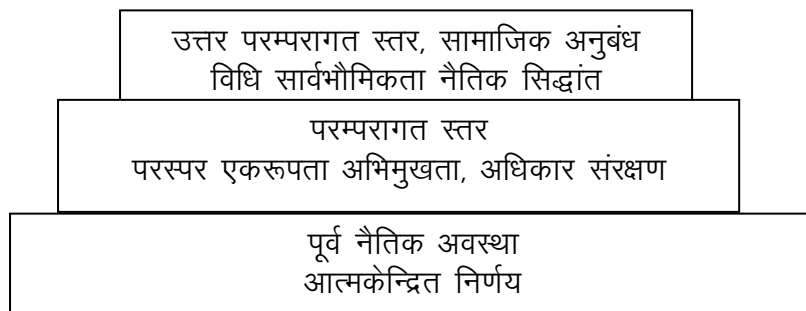 उत्तर परम्परागत स्तर, सामाजिक अनुबंध
विधि सार्वभौमिकता नैतिक सिद्धांत
परम्परागत स्तर
परस्पर एकरूपता अभिमुखता, अधिकार संरक्षण
पूर्व नैतिक अवस्था
आत्मकेन्द्रित निर्णय